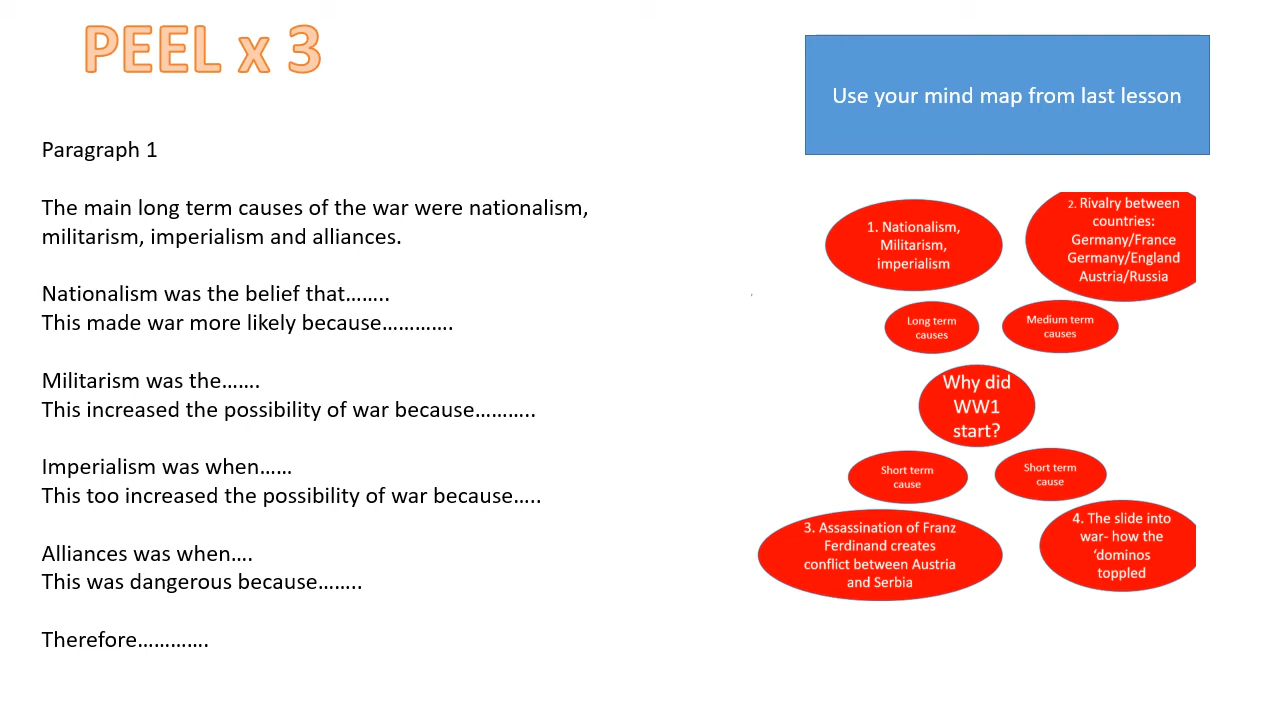 PEEL x 3
Use your mind map from last lesson
Paragraph 1
The main long term causes of the war were nationalism,
militarism, imperialism and alliances.
Nationalism was the belief that……..
This made war more likely because………….
Militarism was the…….
This increased the possibility of war because………..
Imperialism was when……
This too increased the possibility of war because…..
Alliances was when….
This was dangerous because……..
Therefore………….
1. Nationalism,
Militarism,
imperialism
2. Rivalry between
countries:
Germany/France
Germany/England
Austria/Russia
Long term
causes
Medium term
causes
Why did
WW1
start?
Short term
cause
Short term
cause
3. Assassination of Franz
Ferdinand creates
conflict between Austria
and Serbia
4. The slide into
war- how the
‘dominos
toppled